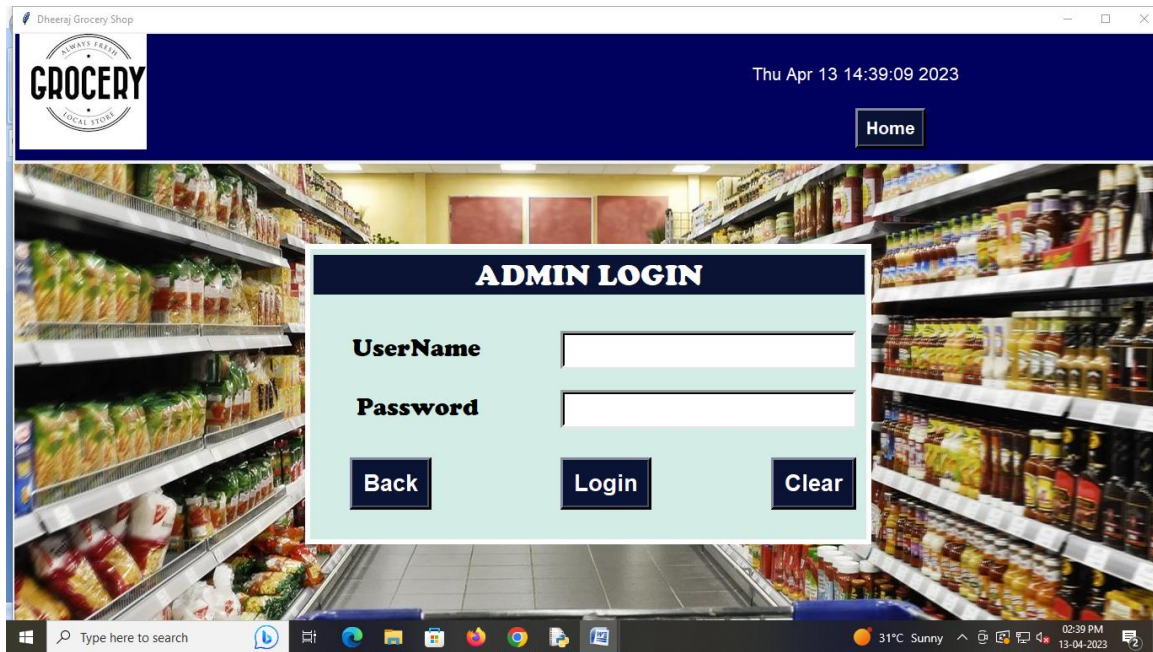 Dheeraj Grocery Shop
ALWAYS FRESH
GROCERY
LOCAL STORE
Thu Apr 13 14:39:09 2023
Home
ADMIN LOGIN
UserName
Password
Back Login Clear
Type here to search
31°C Sunny
02:39 PM
13-04-2023
2